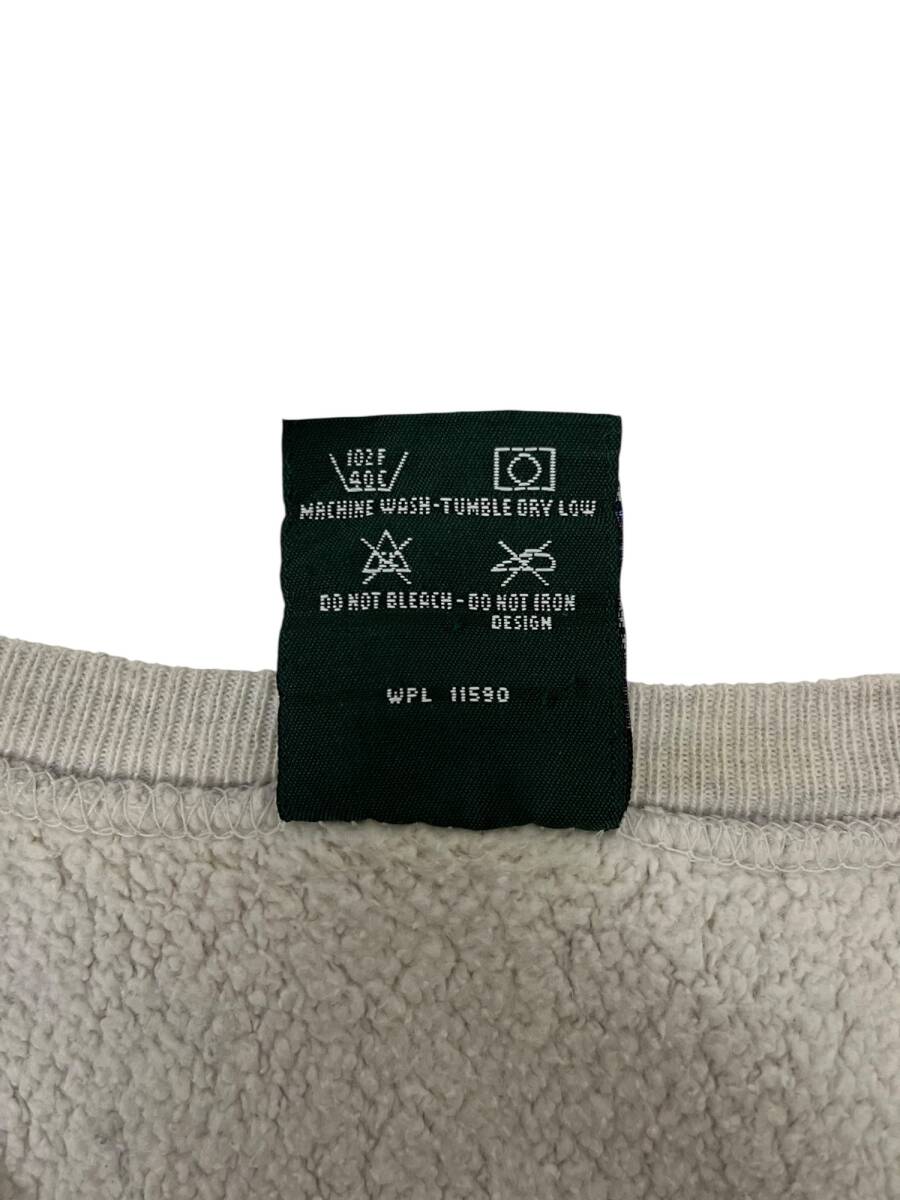 102F
40C
MACHINE WASH-TUMBLE DRY LOW
DO NOT BLEACH-DO NOT IRON
DESIGN
WPL 11590